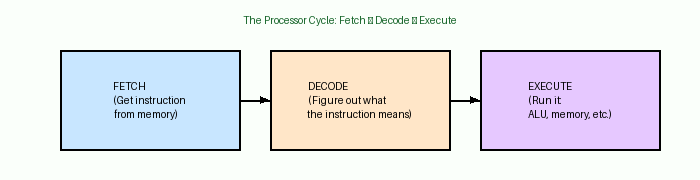 The Processor Cycle: Fetch □ Decode □ Execute
FETCH
(Get instruction
from memory)
DECODE
(Figure out what
the instruction means)
EXECUTE
(Run it:
ALU, memory, etc.)